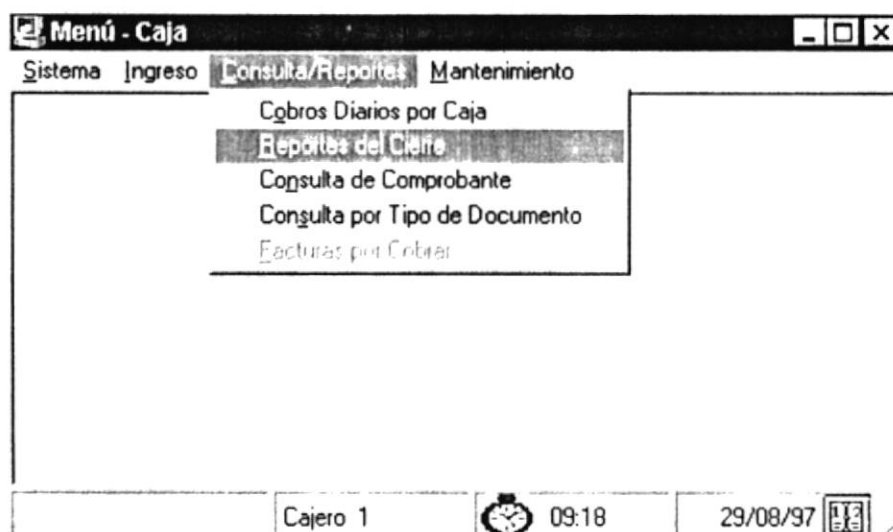 Menú - Caja
Sistema Ingreso Consulta/Reportes Mantenimiento
Cobros Diarios por Caja
Reportes del Cierre
Consulta de Comprobante
Consulta por Tipo de Documento
Facturas por Cobrar
Cajero 1 09:18 29/08/97